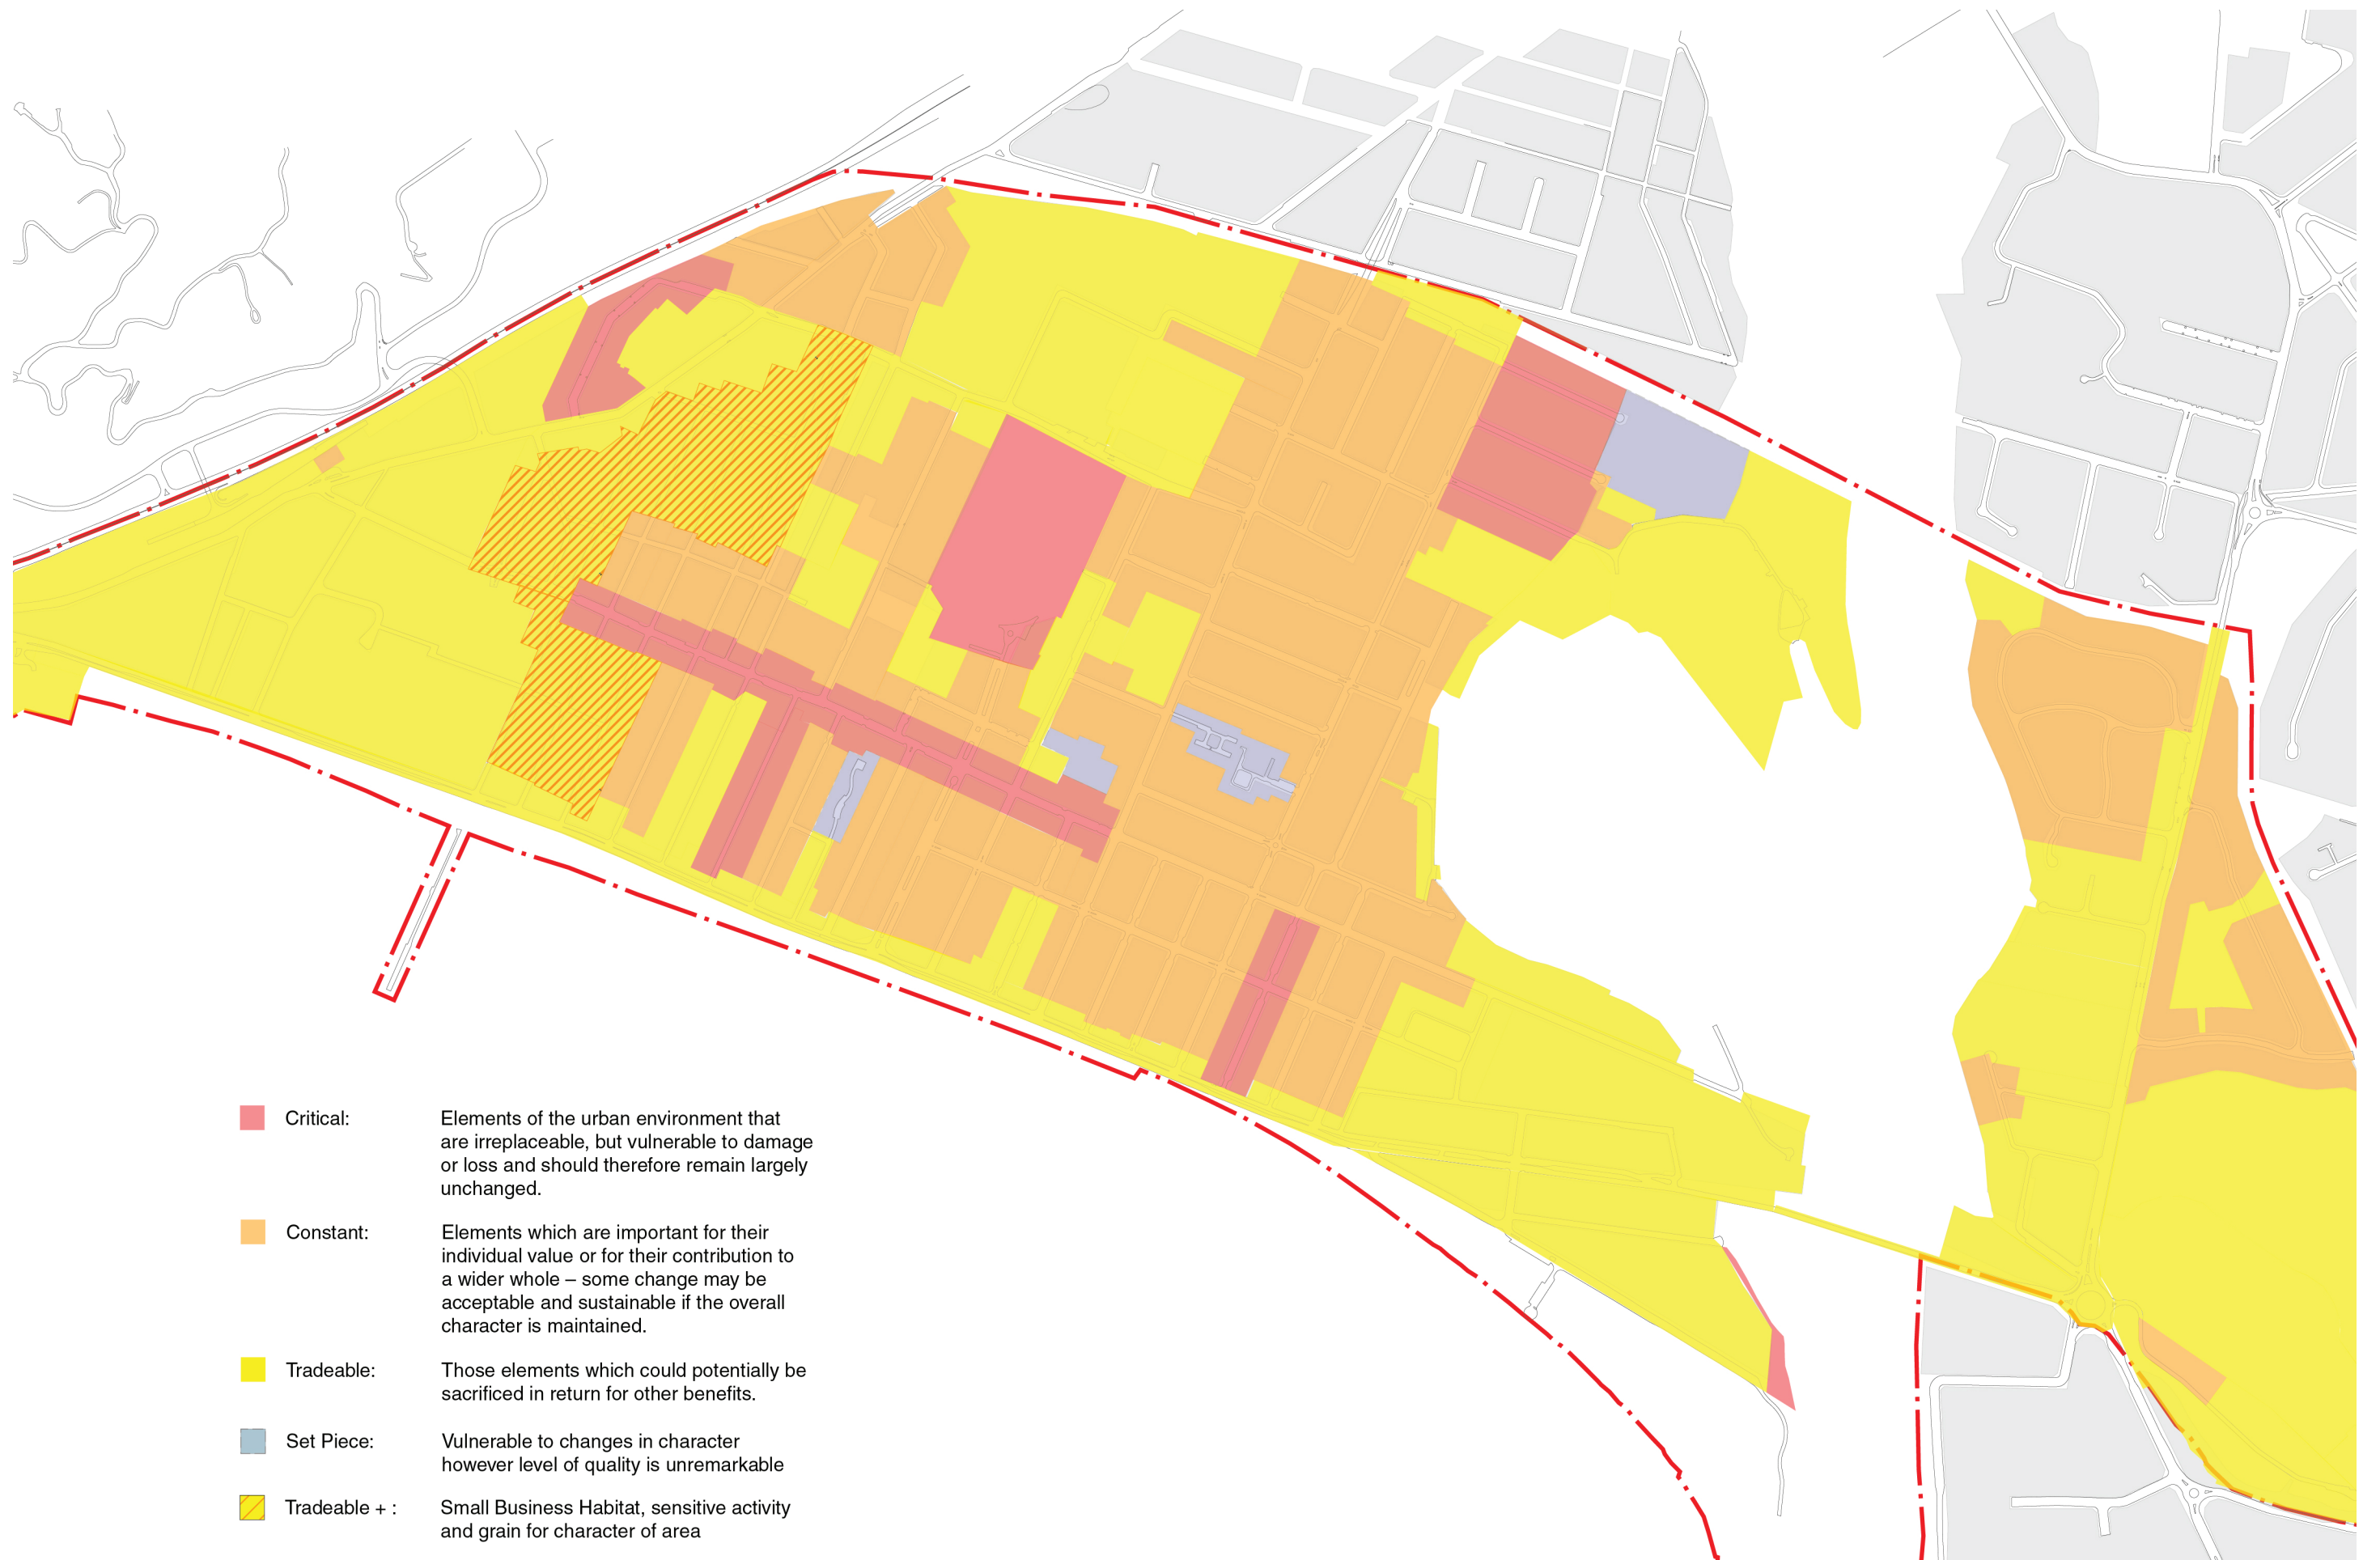 Critical:
Elements of the urban environment that
are irreplaceable, but vulnerable to damage
or loss and should therefore remain largely
unchanged.
Constant:
Elements which are important for their
individual value or for their contribution to
a wider whole – some change may be
acceptable and sustainable if the overall
character is maintained.
Tradeable:
Those elements which could potentially be
sacrificed in return for other benefits.
Set Piece:
Vulnerable to changes in character
however level of quality is unremarkable
Tradeable + :
Small Business Habitat, sensitive activity
and grain for character of area